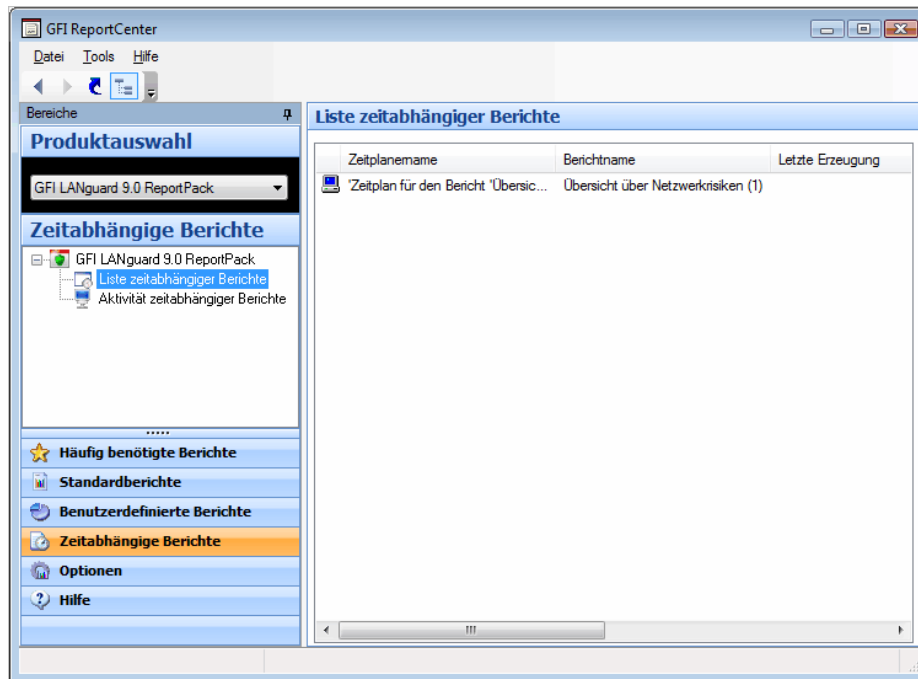 GFI ReportCenter
Datei Tools Hilfe
Bereiche
Produktauswahl
GFI LANguard 9.0 ReportPack
Zeitabhängige Berichte
GFI LANguard 9.0 ReportPack
Liste zeitabhängiger Berichte
Aktivität zeitabhängiger Berichte
Häufig benötigte Berichte
Standardberichte
Benutzerdefinierte Berichte
Zeitabhängige Berichte
Optionen
Hilfe
Liste zeitabhängiger Berichte
Zeitplanername Berichtname Letzte Erzeugung
'Zeitplan für den Bericht 'Übersic... Übersicht über Netzwerkrisiken (1)